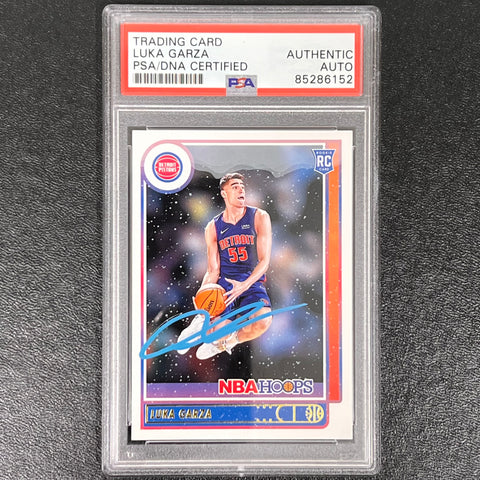 TRADING CARD
LUKA GARZA
PSA/DNA CERTIFIED
AUTHENTIC
AUTO
85286152
PSA
DETROIT
PISTONS
RC
DETROIT
55
NBA HOOPS
LUKA GARZA